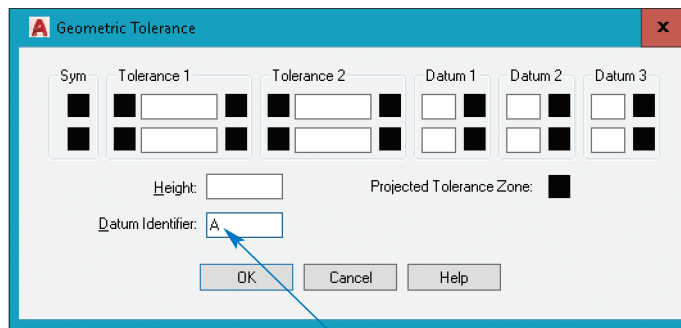 A Geometric Tolerance x
Sym Tolerance 1 Tolerance 2 Datum 1 Datum 2 Datum 3
Height: Projected Tolerance Zone:
Datum Identifier: A
OK Cancel Help